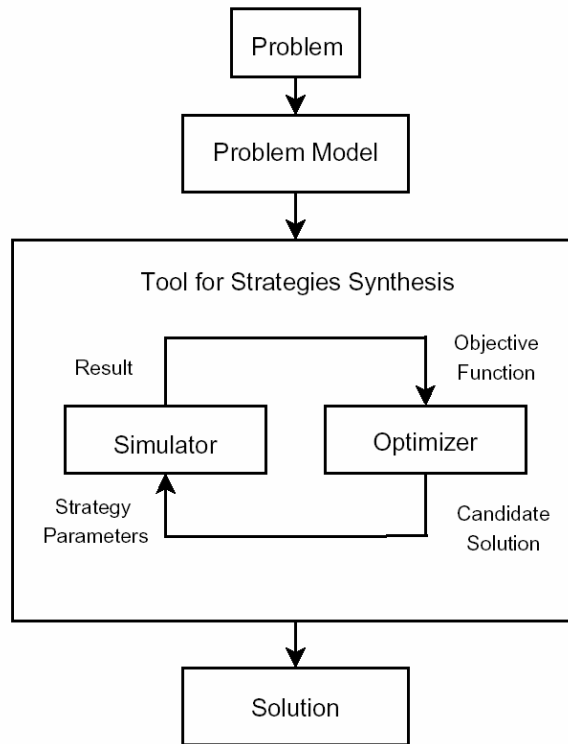 Problem
Problem Model
Tool for Strategies Synthesis
Result
Objective
Function
Simulator
Optimizer
Strategy
Parameters
Candidate
Solution
Solution